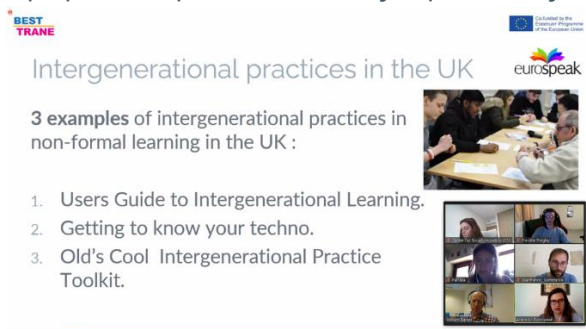 BEST
TRANE
Co-funded by the
Erasmus+ Programme
of the European Union
Intergenerational practices in the UK
eurospeak
3 examples of intergenerational practices in
non-formal learning in the UK :
1. Users Guide to Intergenerational Learning.
2. Getting to know your techno.
3. Old's Cool Intergenerational Practice
Toolkit.